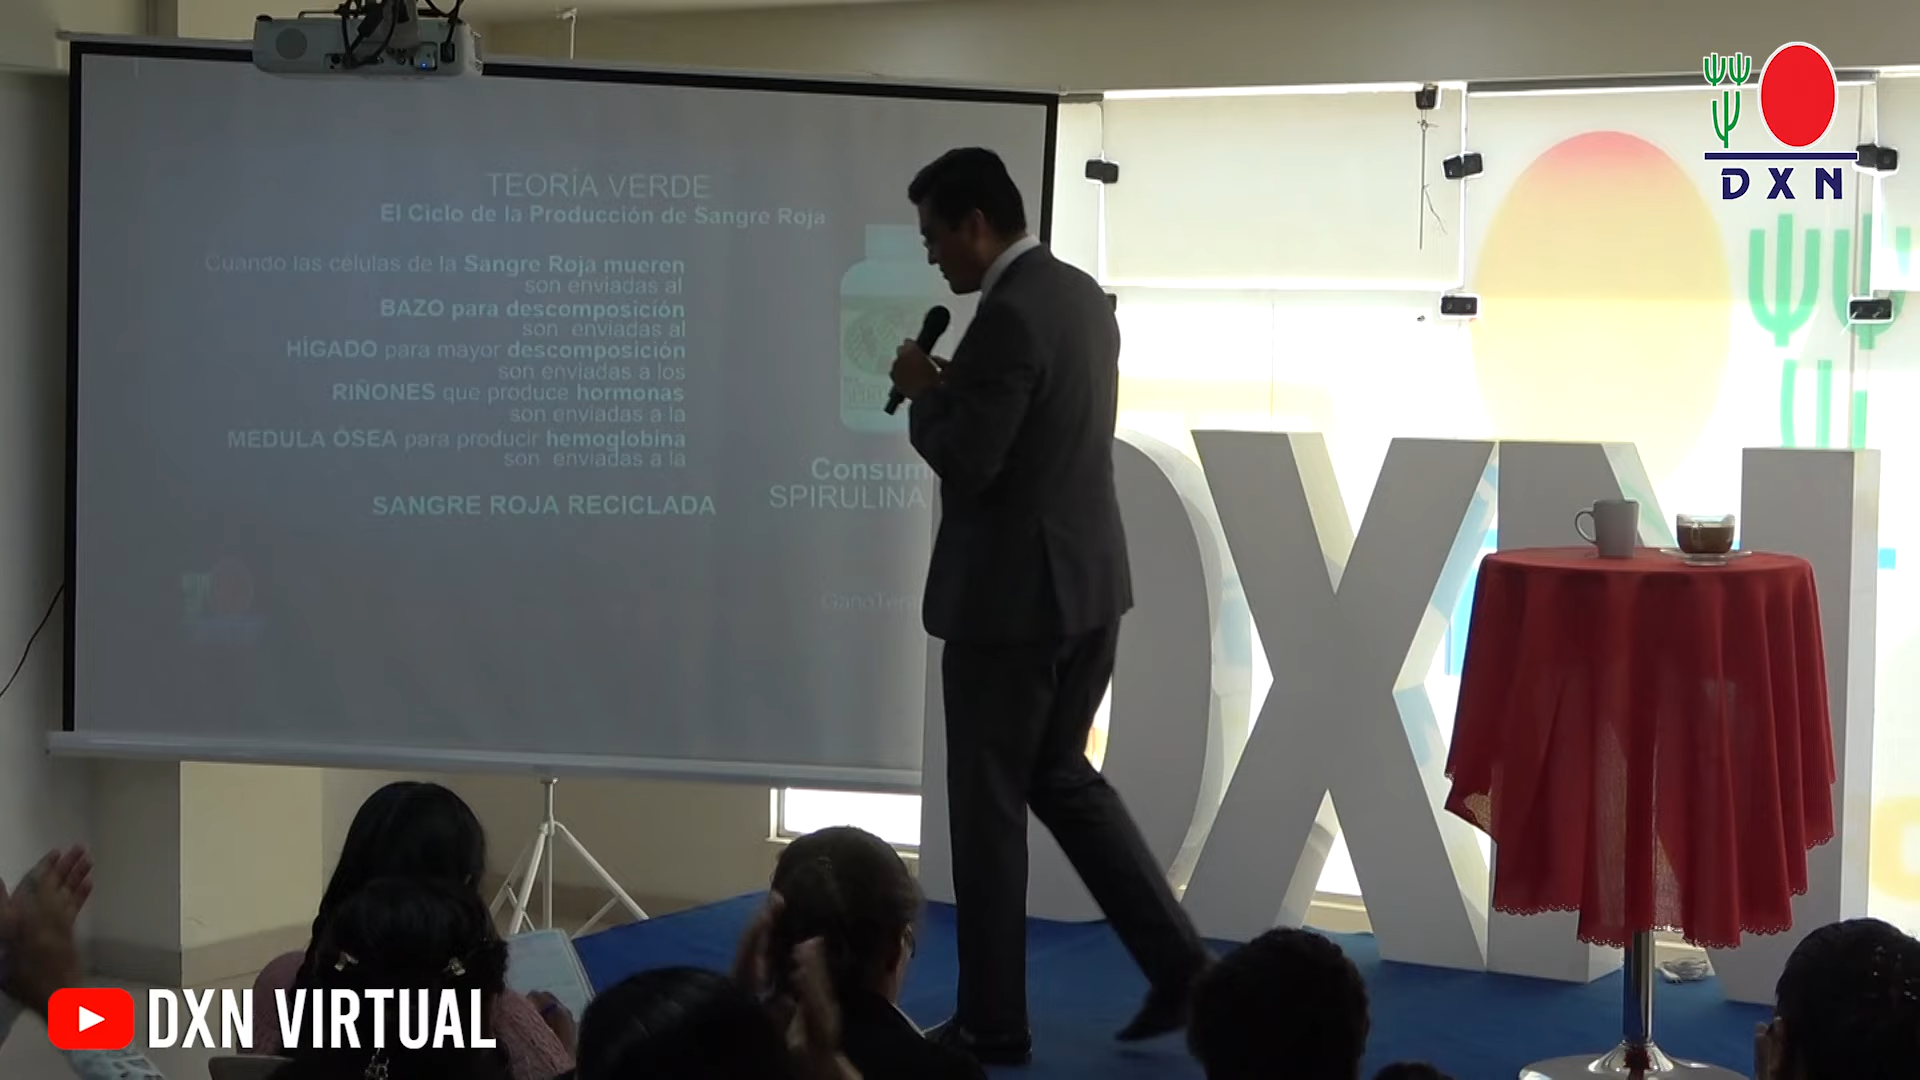 TEORÍA VERDE
El Ciclo de la Producción de Sangre Roja
Cuando las células de la Sangre Roja mueren
son enviadas al
BAZO para descomposición
son enviadas al
HÍGADO para mayor descomposición
son enviadas a los
RIÑONES que produce hormonas
son enviadas a la
MEDULA ÓSEA para producir hemoglobina
son enviadas a la
SANGRE ROJA RECICLADA
Consum
SPIRULINA
DXN
DXN
DXN VIRTUAL